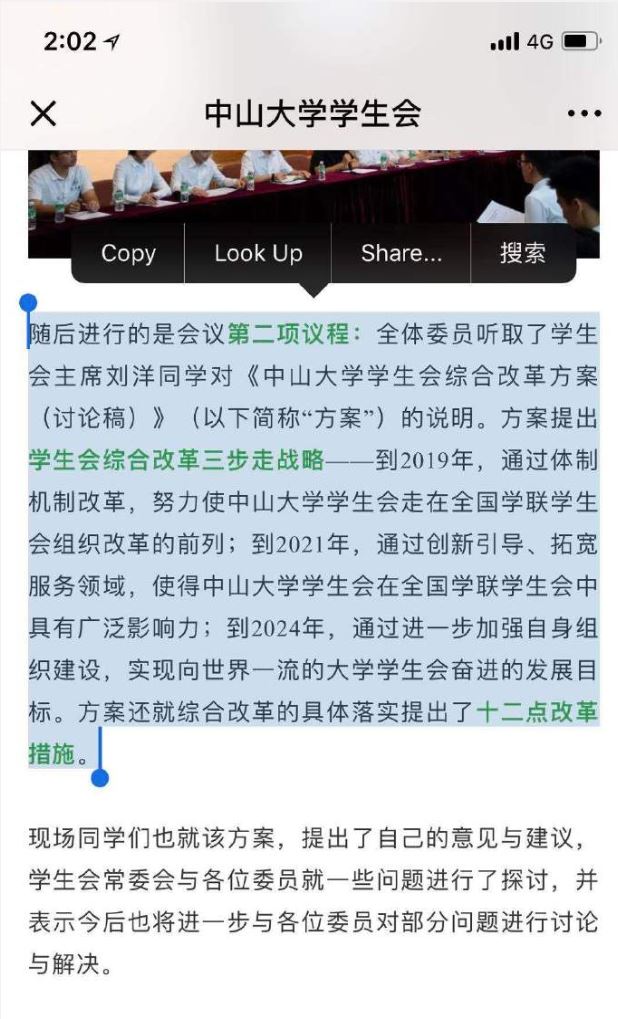 2:02
4G
中山大学学生会
Copy
Look Up
Share...
搜索
随后进行的是会议第二项议程：全体委员听取了学生
会主席刘洋同学对《中山大学学生会综合改革方案
（讨论稿）》（以下简称“方案”）的说明。方案提出
学生会综合改革三步走战略——到2019年，通过体制
机制改革，努力使中山大学学生会走在全国学联学生
会组织改革的前列；到2021年，通过创新引导、拓宽
服务领域，使得中山大学学生会在全国学联学生会中
具有广泛影响力；到2024年，通过进一步加强自身组
织建设，实现向世界一流的大学学生会奋进的发展目
标。方案还就综合改革的具体落实提出了十二点改革
措施。
现场同学们也就该方案，提出了自己的意见与建议，
学生会常委会与各位委员就一些问题进行了探讨，并
表示今后也将进一步与各位委员对部分问题进行讨论
与解决。